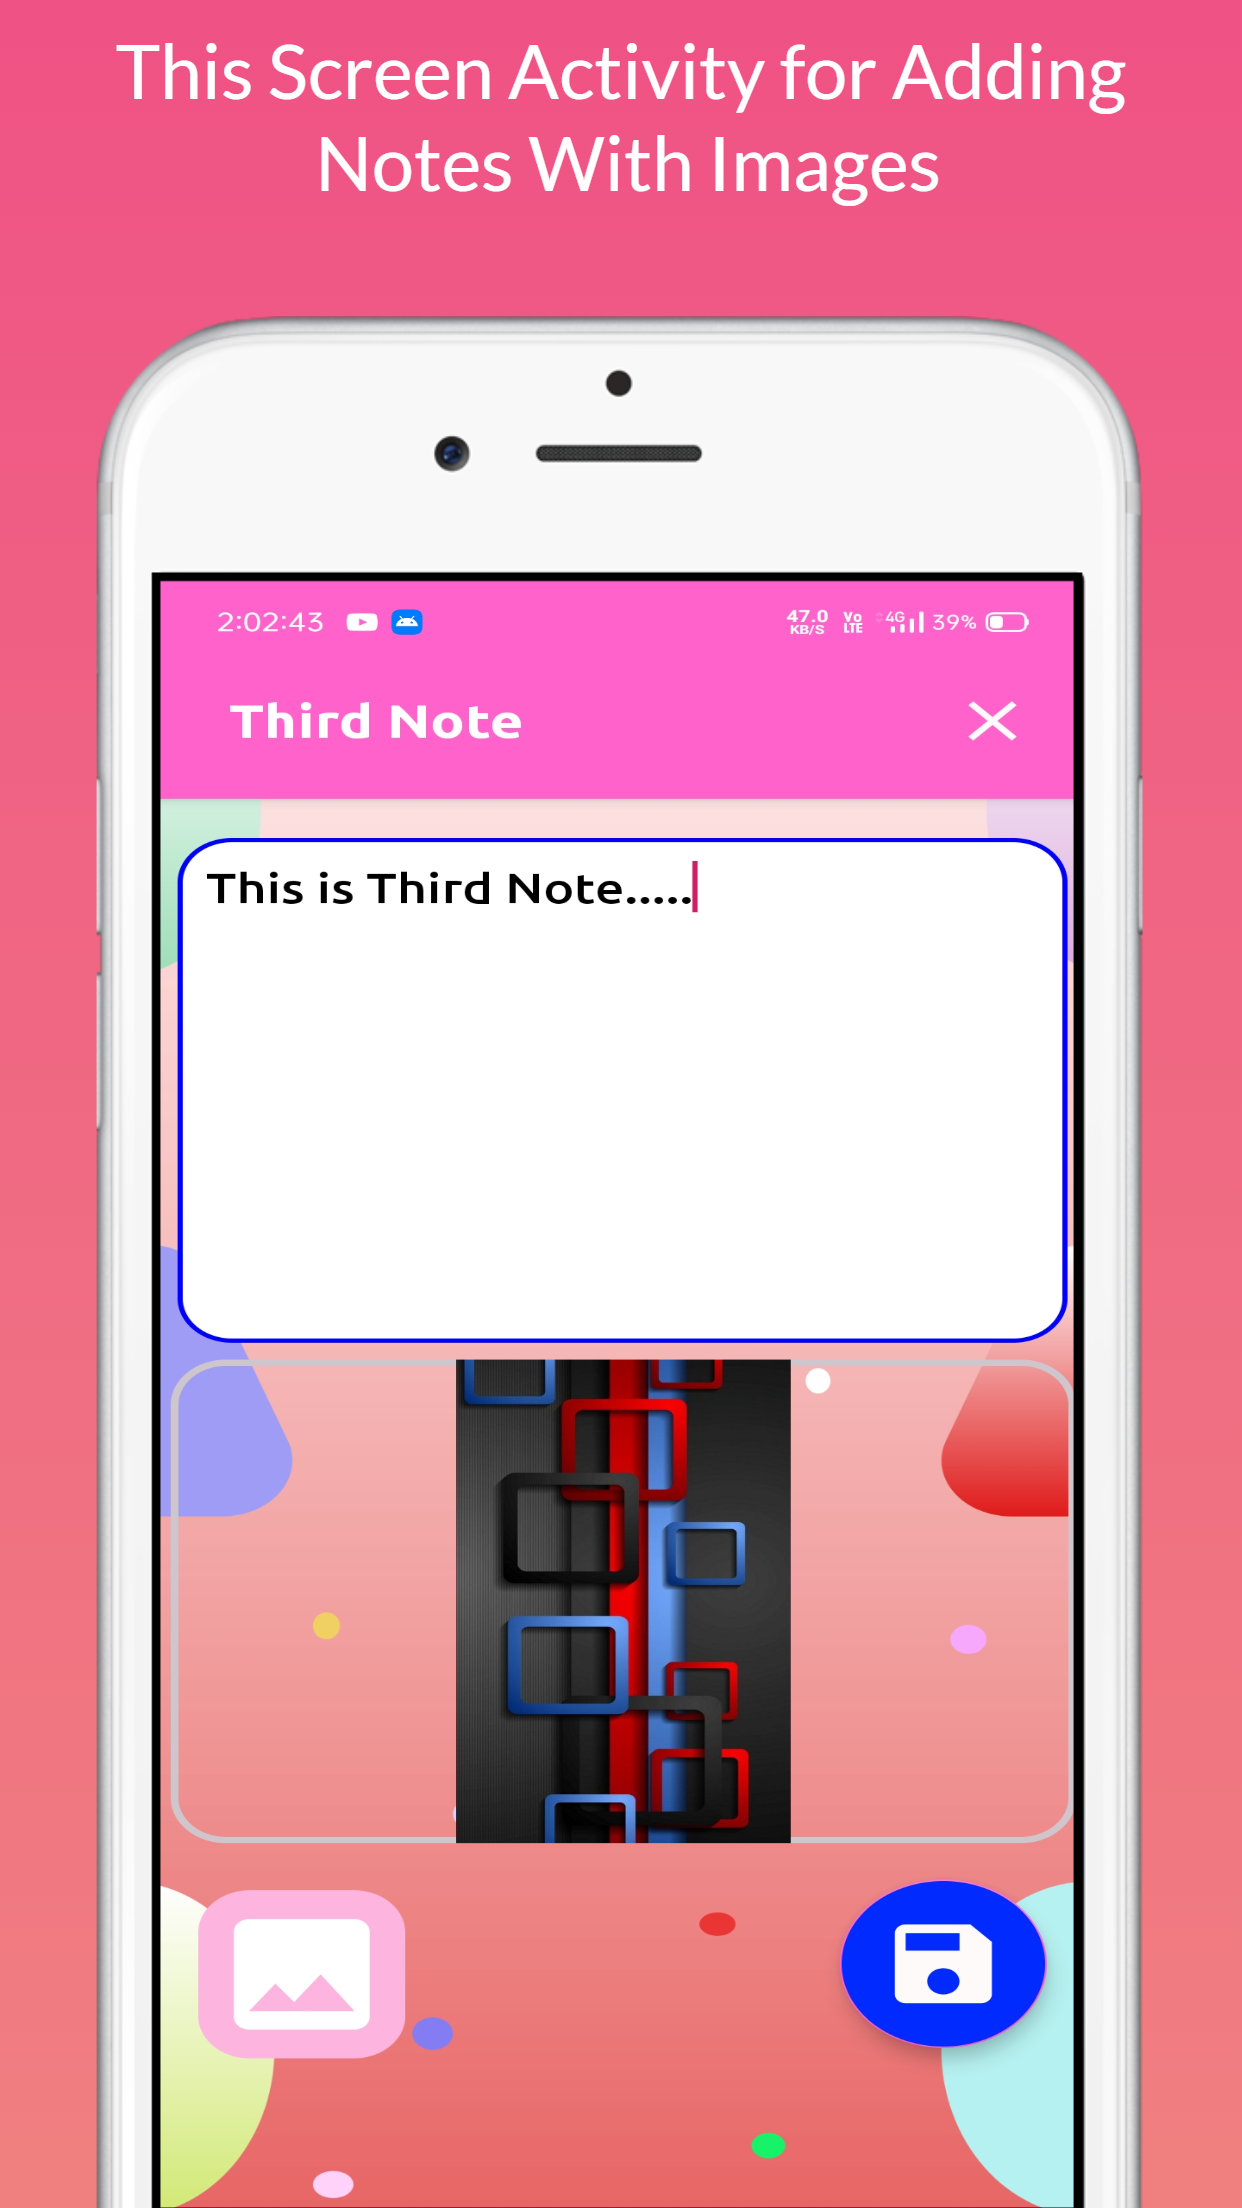 This Screen Activity for Adding
Notes With Images
2:02:43 47.0 KB/S Vo LTE 4G 39%
Third Note
This is Third Note.....